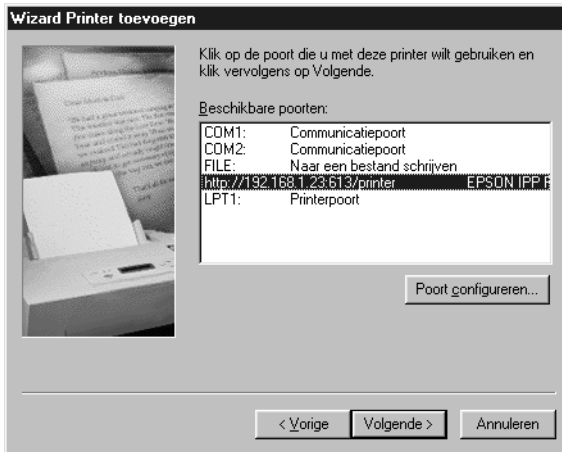 Wizard Printer toevoegen
Klik op de poort die u met deze printer wilt gebruiken en
klik vervolgens op Volgende.
Beschikbare poorten:
COM1: Communicatiepoort
COM2: Communicatiepoort
FILE: Naar een bestand schrijven
http://192.168.1.23:613/printer EPSON IPP
LPT1: Printerpoort
Poort configureren...
< Vorige
Volgende >
Annuleren